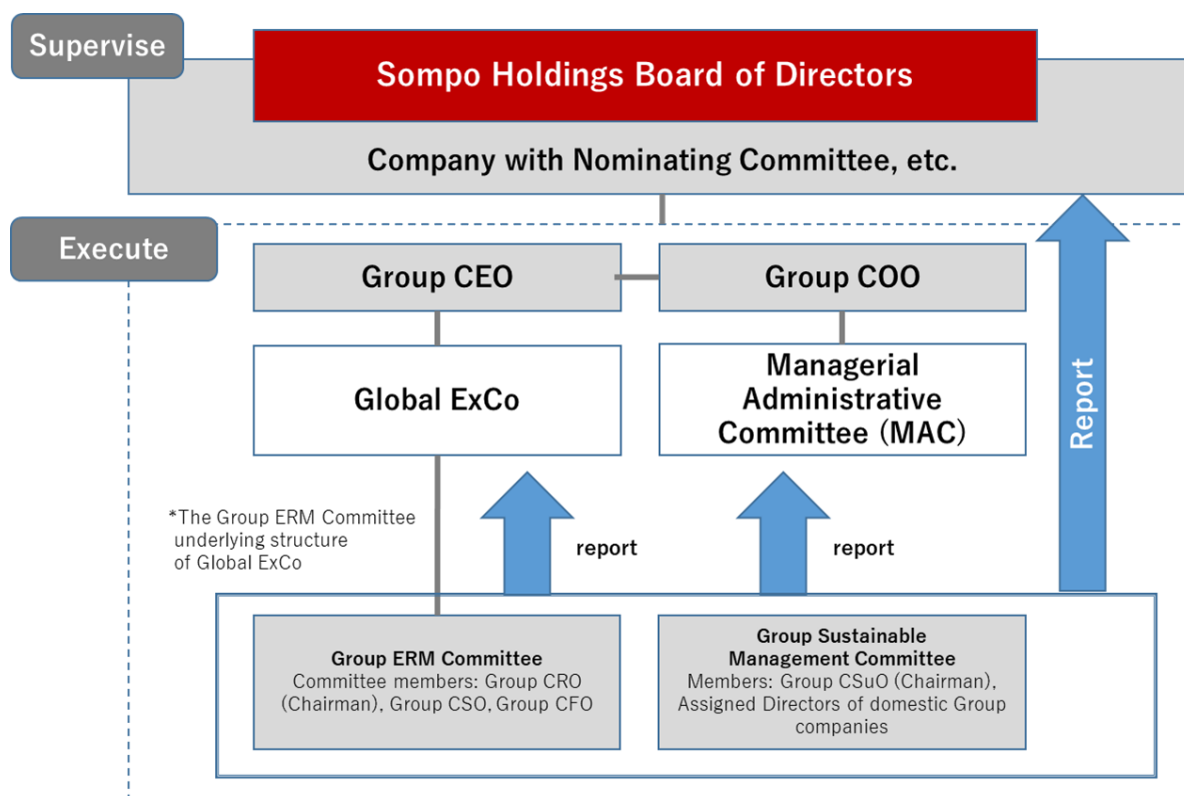 Supervise
Sompo Holdings Board of Directors
Company with Nominating Committee, etc.
Execute
Group CEO
Group COO
Global ExCo
Managerial
Administrative
Committee (MAC)
Report
*The Group ERM Committee
underlying structure
of Global ExCo
report
report
Group ERM Committee
Committee members: Group CRO
(Chairman), Group CSO, Group CFO
Group Sustainable
Management Committee
Members: Group CSuO (Chairman),
Assigned Directors of domestic Group
companies